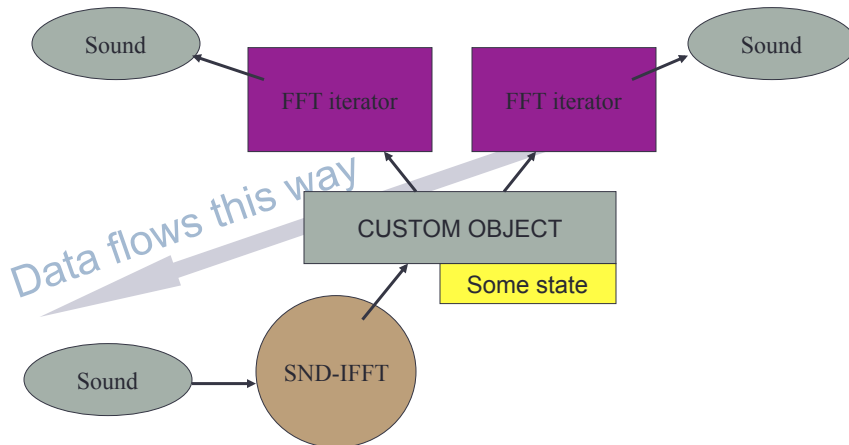 Sound
Sound
FFT iterator
FFT iterator
Data flows this way
CUSTOM OBJECT
Some state
Sound
SND-IFFT